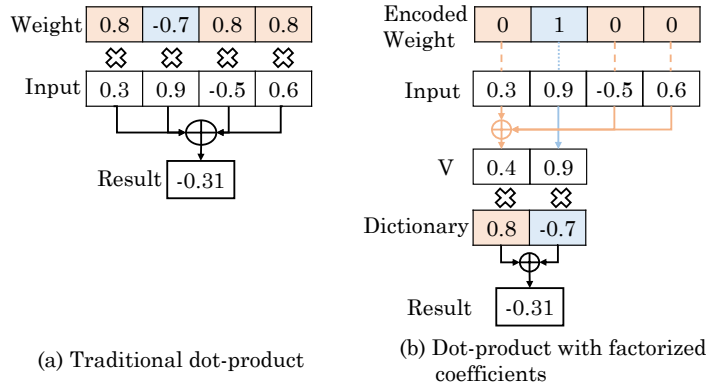 Weight 0.8 -0.7 0.8 0.8
Input 0.3 0.9 -0.5 0.6
Result -0.31
(a) Traditional dot-product
Encoded
Weight 0 1 0 0
Input 0.3 0.9 -0.5 0.6
V 0.4 0.9
Dictionary 0.8 -0.7
Result -0.31
(b) Dot-product with factorized
coefficients